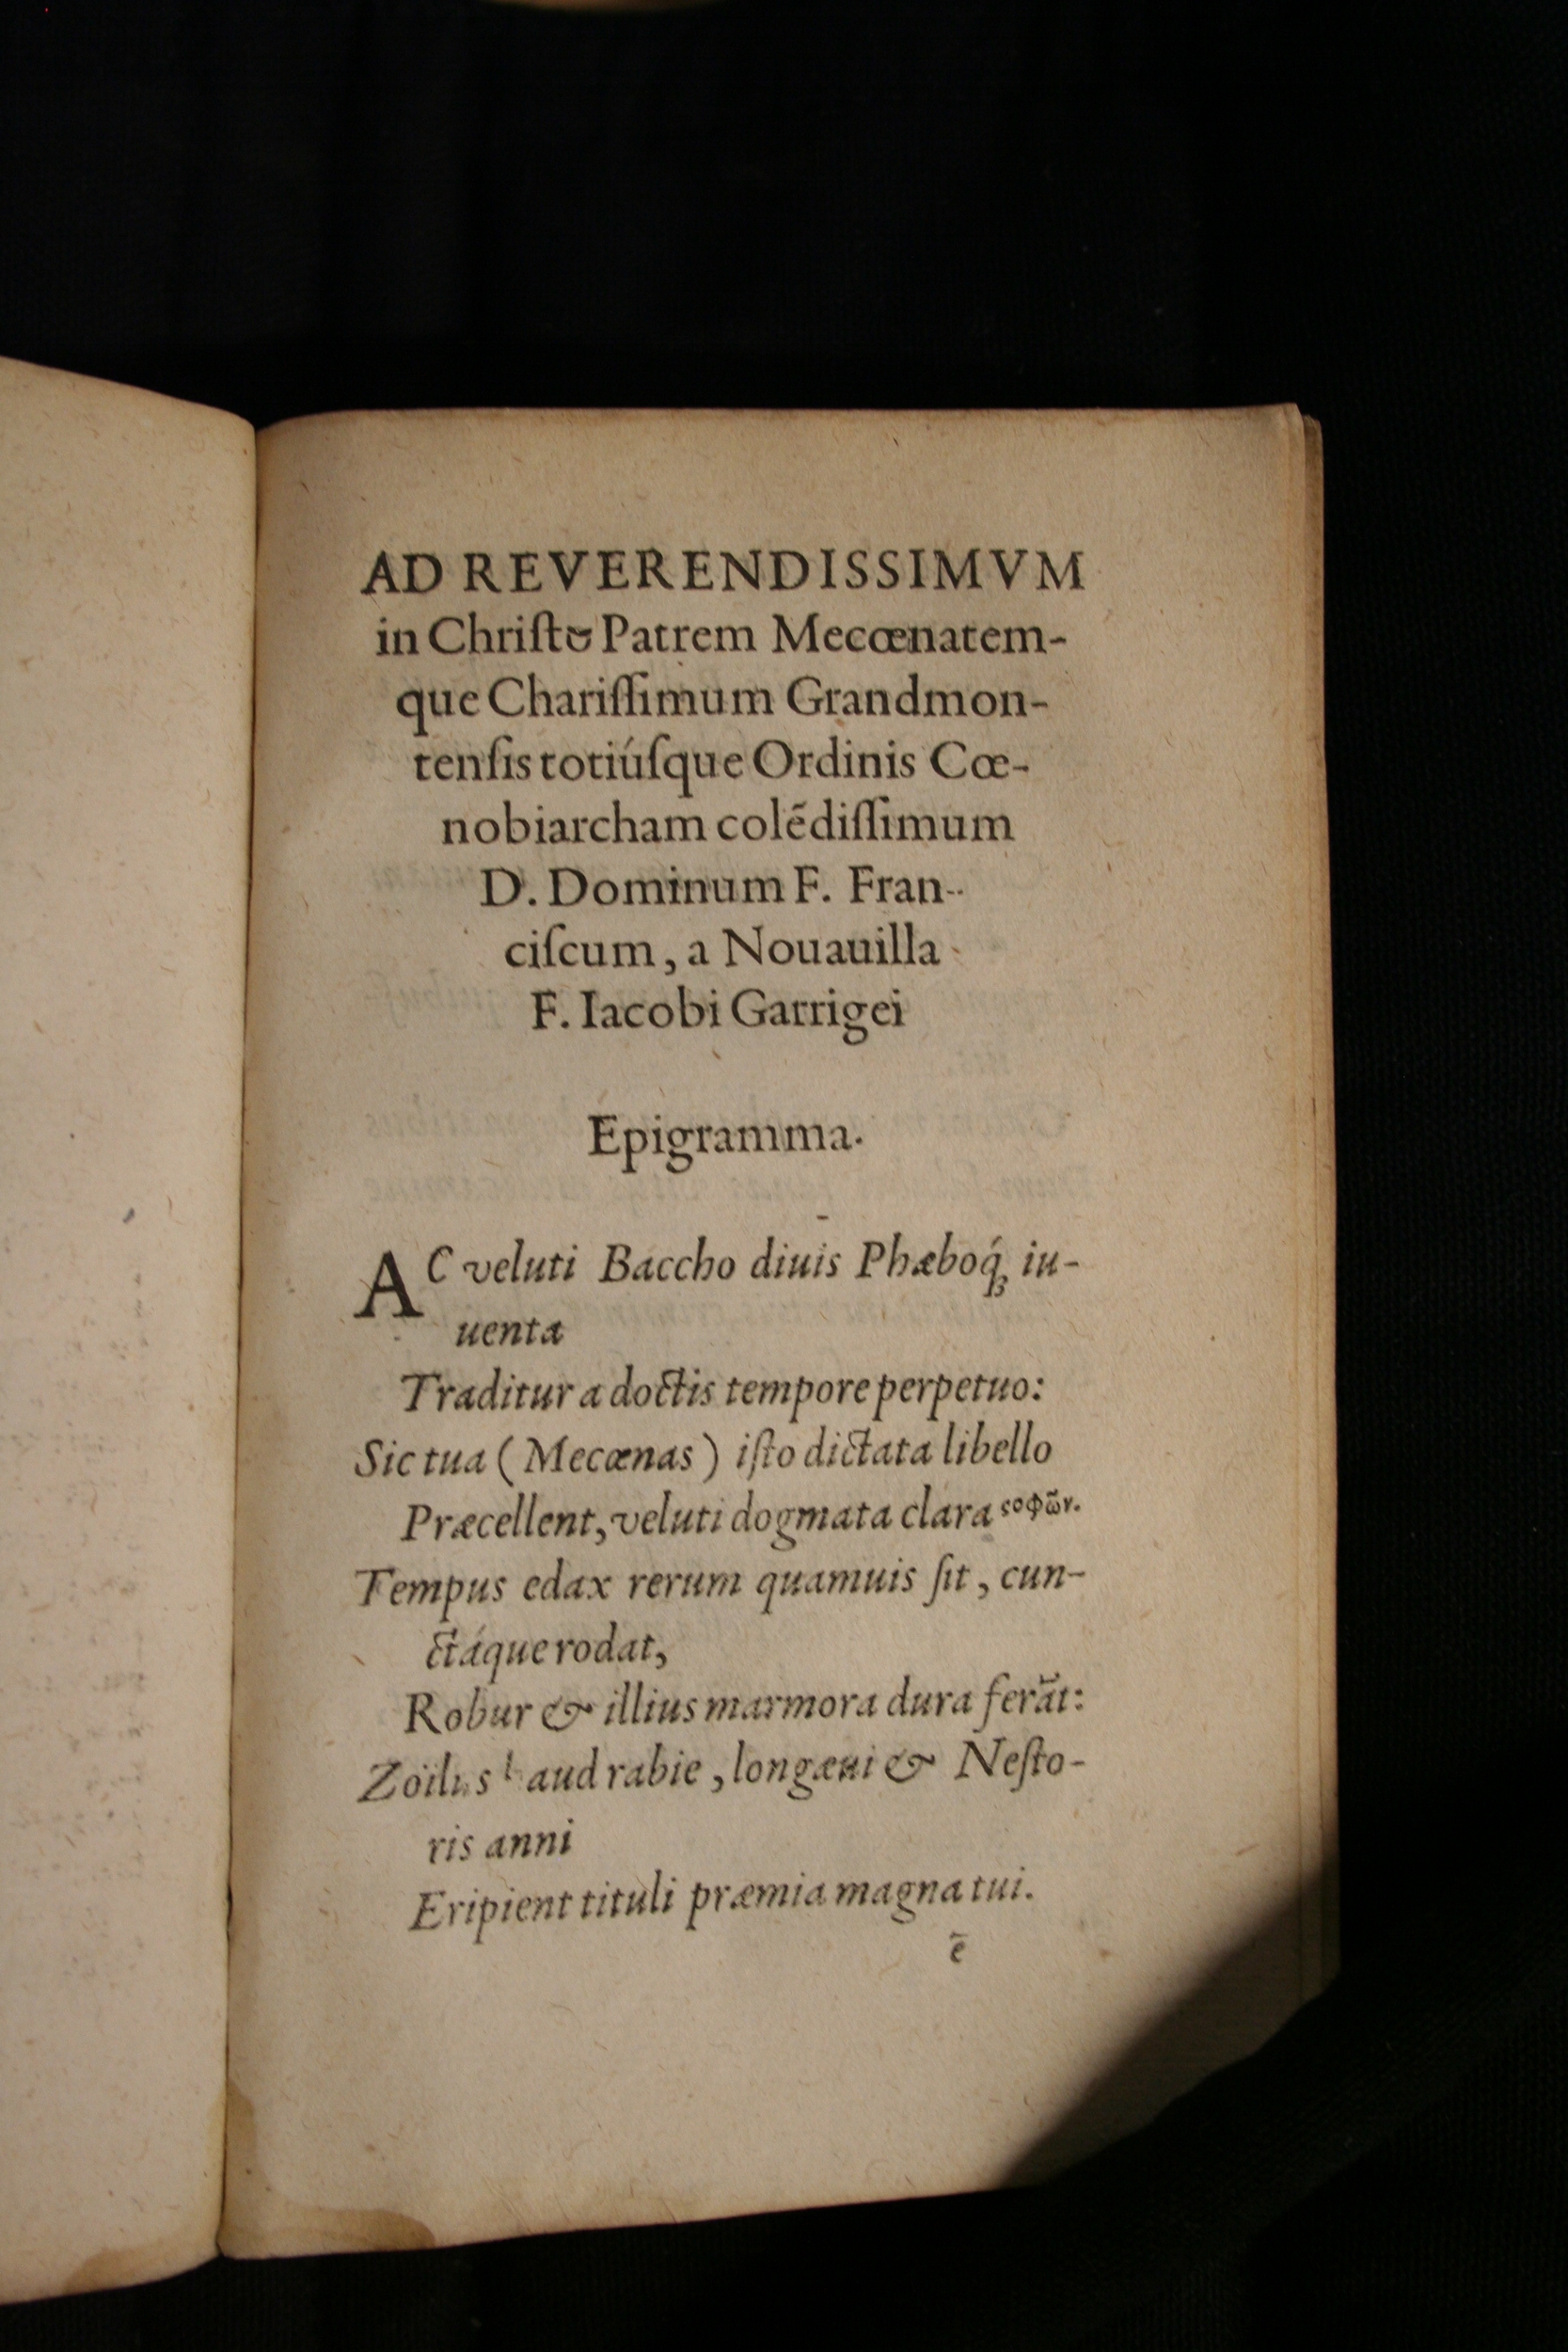 AD REVERENDISSIMVM
in Chriſto Patrem Mecœnatem-
que Chariſſimum Grandmon-
tenſis totiúſque Ordinis Cœ-
nobiarcham colēdiſſimum
D. Dominum F. Fran-
ciſcum, a Nouauilla
F. Iacobi Garrigei
Epigramma.
AC veluti Baccho diuis Phæboq́ꝫ iu-
uenta
Traditur a doctis tempore perpetuo:
Sic tua (Mecœnas) iſto dictata libello
Præcellent, veluti dogmata clara ςοφῶν.
Tempus edax rerum quamuis ſit, cun-
ctáque rodat,
Robur & illius marmora dura ferāt:
Zoïlus haud rabie, longæui & Neſto-
ris anni
Eripient tituli præmia magna tui.
ē